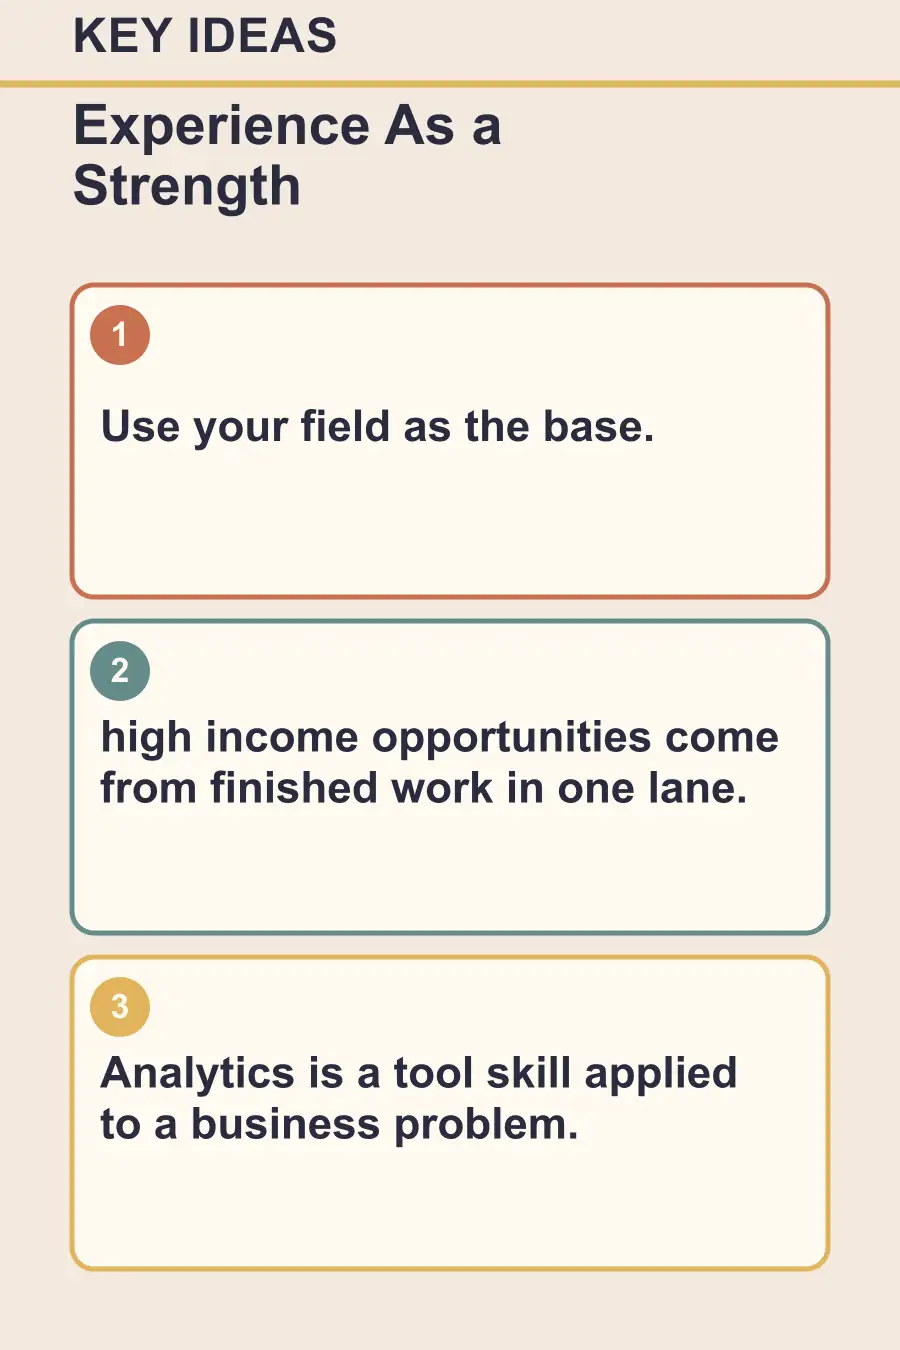 KEY IDEAS
Experience As a
Strength
1
Use your field as the base.
2
high income opportunities come
from finished work in one lane.
3
Analytics is a tool skill applied
to a business problem.